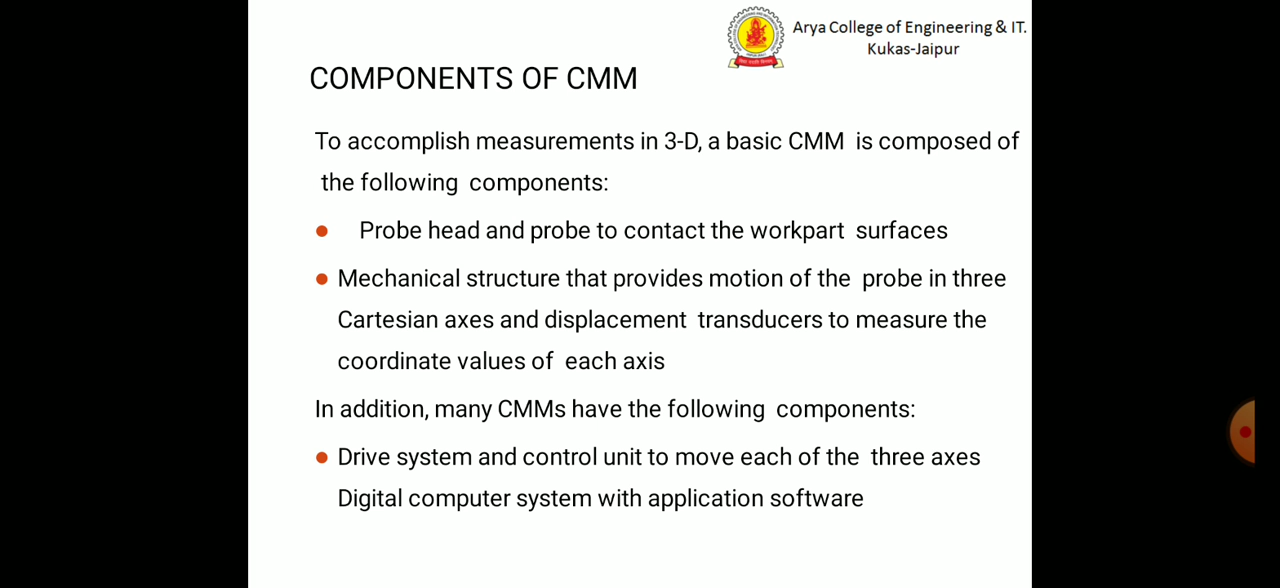 Arya College of Engineering & IT.
Kukas-Jaipur
COMPONENTS OF CMM
To accomplish measurements in 3-D, a basic CMM is composed of
the following components:
● Probe head and probe to contact the workpart surfaces
● Mechanical structure that provides motion of the probe in three
Cartesian axes and displacement transducers to measure the
coordinate values of each axis
In addition, many CMMs have the following components:
● Drive system and control unit to move each of the three axes
Digital computer system with application software